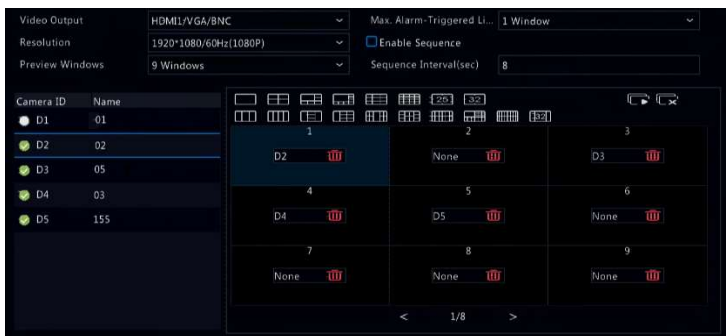 Video Output HDMI1/VGA/BNC Max. Alarm-Triggered Li... 1 Window
Resolution 1920*1080/60Hz(1080P) Enable Sequence
Preview Windows 9 Windows Sequence Interval(sec) 8
Camera ID Name
25 32
D1 01
32
D2 02
D3 05
D4 03
D5 155
1 2 3
D2 None D3
4 5 6
D4 D5 None
7 8 9
None None None
< 1/8 >